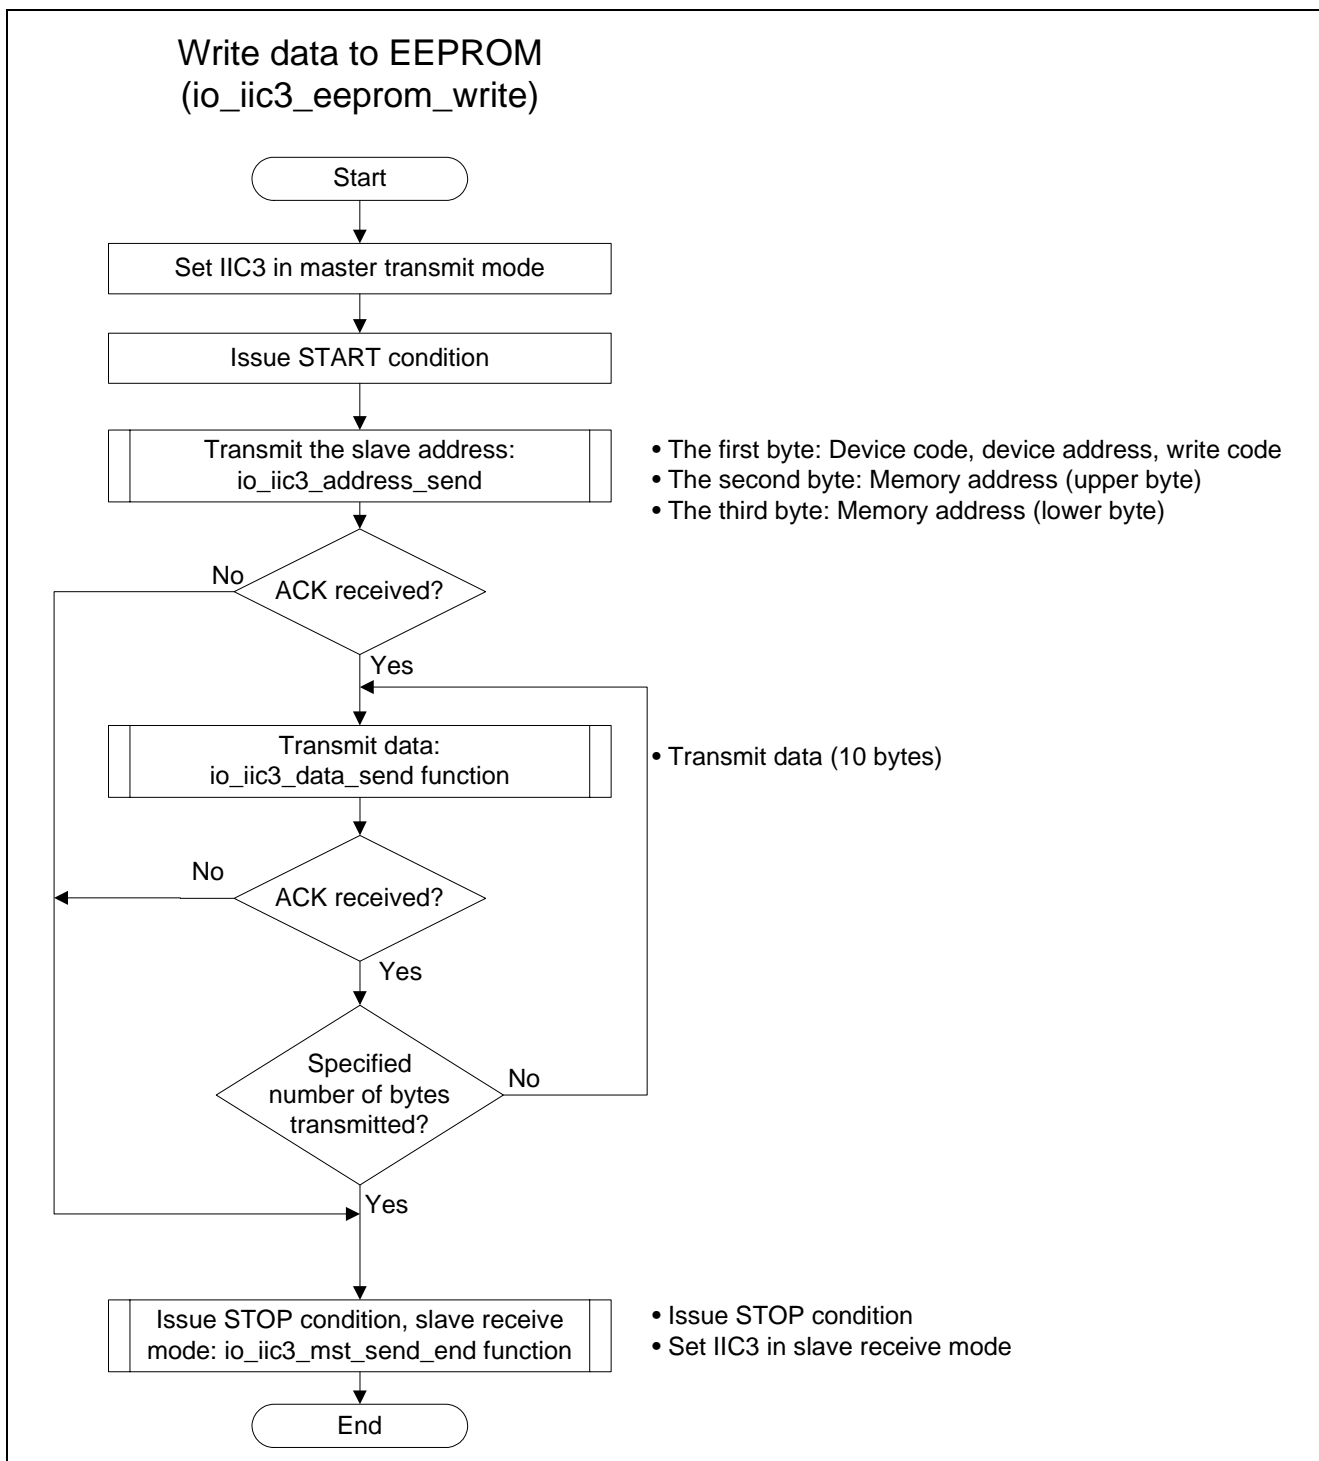 Write data to EEPROM
(io_iic3_eeprom_write)
Start
Set IIC3 in master transmit mode
Issue START condition
Transmit the slave address:
io_iic3_address_send
• The first byte: Device code, device address, write code
• The second byte: Memory address (upper byte)
• The third byte: Memory address (lower byte)
No
ACK received?
Yes
Transmit data:
io_iic3_data_send function
• Transmit data (10 bytes)
No
ACK received?
Yes
Specified
number of bytes
transmitted?
No
Yes
Issue STOP condition, slave receive
mode: io_iic3_mst_send_end function
• Issue STOP condition
• Set IIC3 in slave receive mode
End